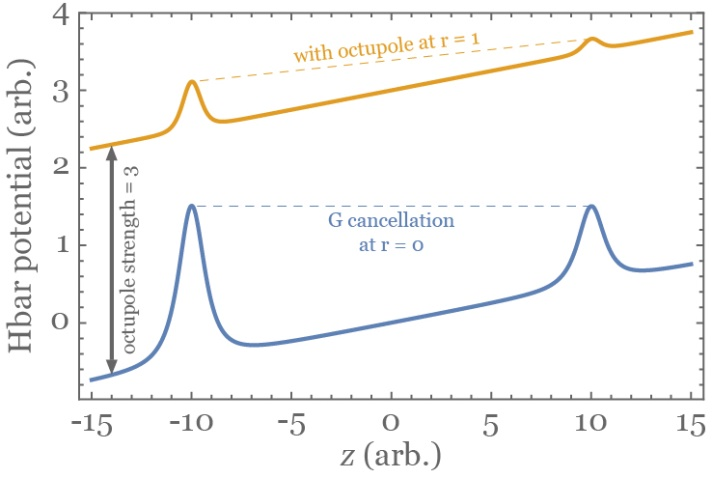 4
3
2
1
0
Hbar potential (arb.)
with octupole at r = 1
octupole strength = 3
G cancellation
at r = 0
-15 -10 -5 0 5 10 15
z (arb.)